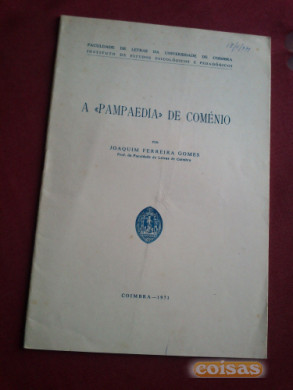 FACULDADE DE LETRAS DA UNIVERSIDADE DE COIMBRA
INSTITUTO DE ESTUDOS PSICOLÓGICOS E PEDAGÓGICOS
A «PAMPAEDIA» DE COMÉNIO
POR
JOAQUIM FERREIRA GOMES
Prof. da Faculdade de Letras de Coimbra
COIMBRA—1971
coisas